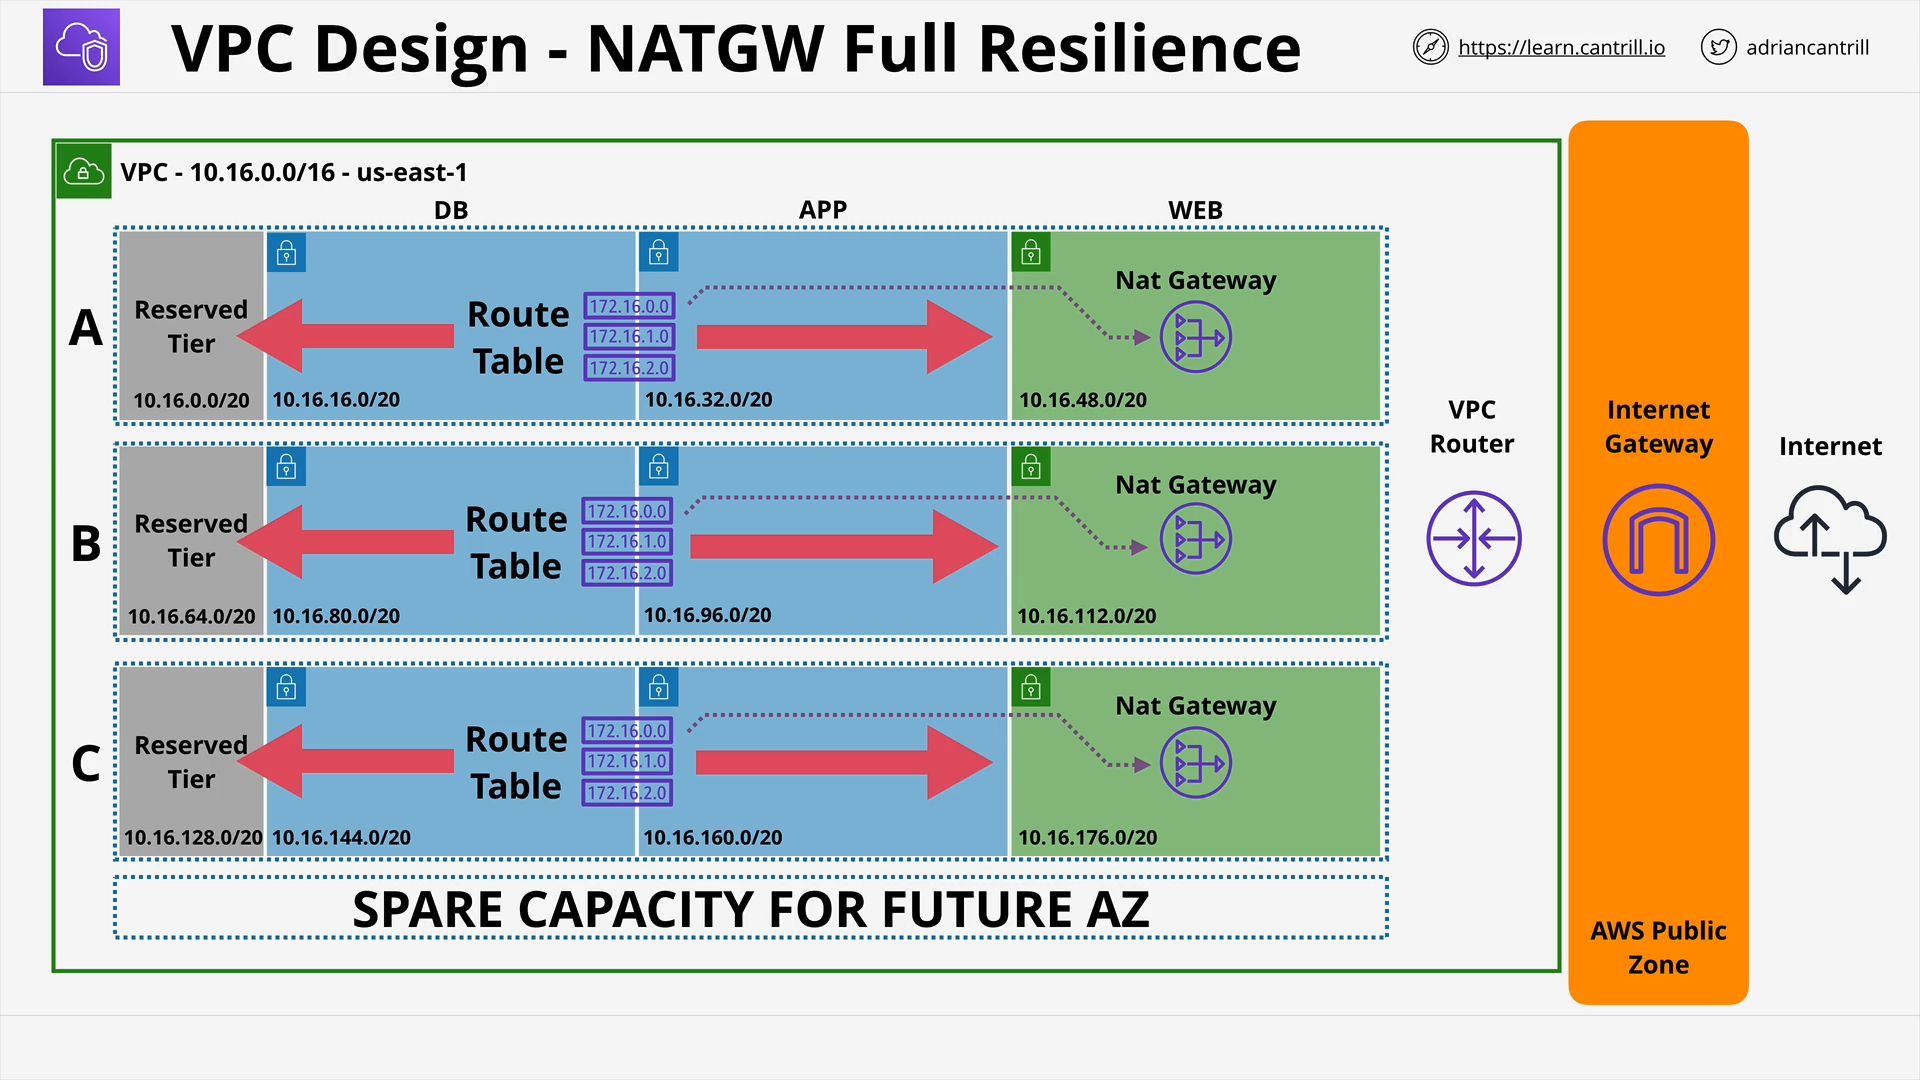 VPC Design - NATGW Full Resilience
https://learn.cantrill.io
adriancantrill
VPC - 10.16.0.0/16 - us-east-1
DB
APP
WEB
A
Reserved
Tier
10.16.0.0/20
Route
Table
172.16.0.0
172.16.1.0
172.16.2.0
10.16.16.0/20
10.16.32.0/20
Nat Gateway
10.16.48.0/20
B
Reserved
Tier
10.16.64.0/20
Route
Table
172.16.0.0
172.16.1.0
172.16.2.0
10.16.80.0/20
10.16.96.0/20
Nat Gateway
10.16.112.0/20
C
Reserved
Tier
10.16.128.0/20
Route
Table
172.16.0.0
172.16.1.0
172.16.2.0
10.16.144.0/20
10.16.160.0/20
Nat Gateway
10.16.176.0/20
SPARE CAPACITY FOR FUTURE AZ
VPC
Router
Internet
Gateway
AWS Public
Zone
Internet